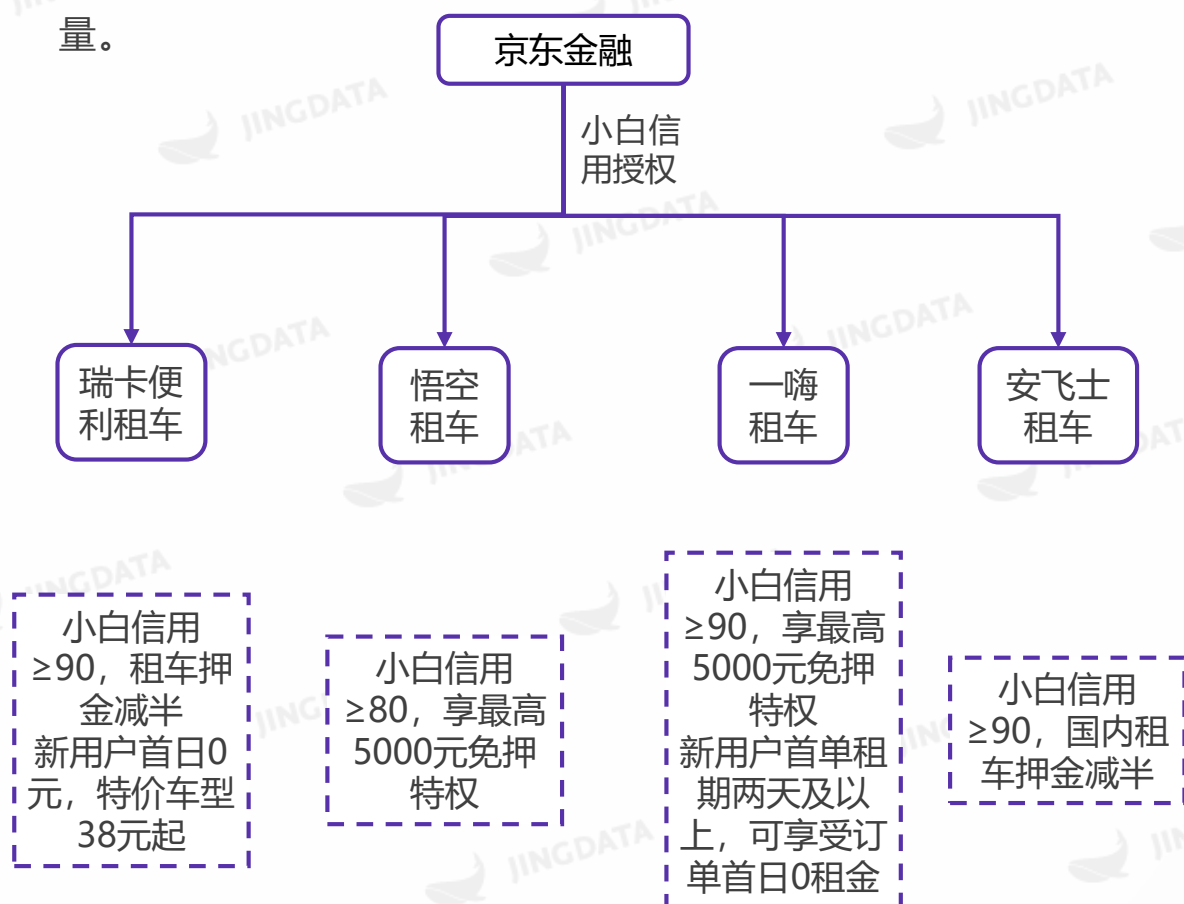 量。
京东金融
小白信
用授权
瑞卡便
利租车
悟空
租车
一嗨
租车
安飞士
租车
小白信用
≥90，租车押
金减半
新用户首日0
元，特价车型
38元起
小白信用
≥80，享最高
5000元免押
特权
小白信用
≥90，享最高
5000元免押
特权
新用户首单租
期两天及以
上，可享受订
单首日0租金
小白信用
≥90，国内租
车押金减半
JINGDATA
JINGDATA
JINGDATA
JINGDATA
JINGDATA